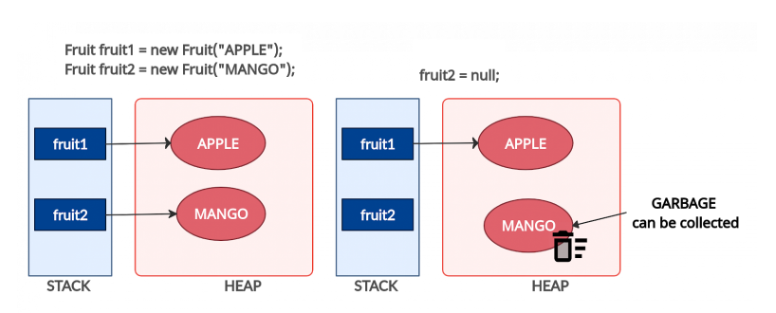 Fruit fruit1 = new Fruit("APPLE");
Fruit fruit2 = new Fruit("MANGO");
fruit2 = null;
fruit1
APPLE
fruit2
MANGO
STACK
HEAP
fruit1
APPLE
fruit2
MANGO
GARBAGE
can be collected
STACK
HEAP